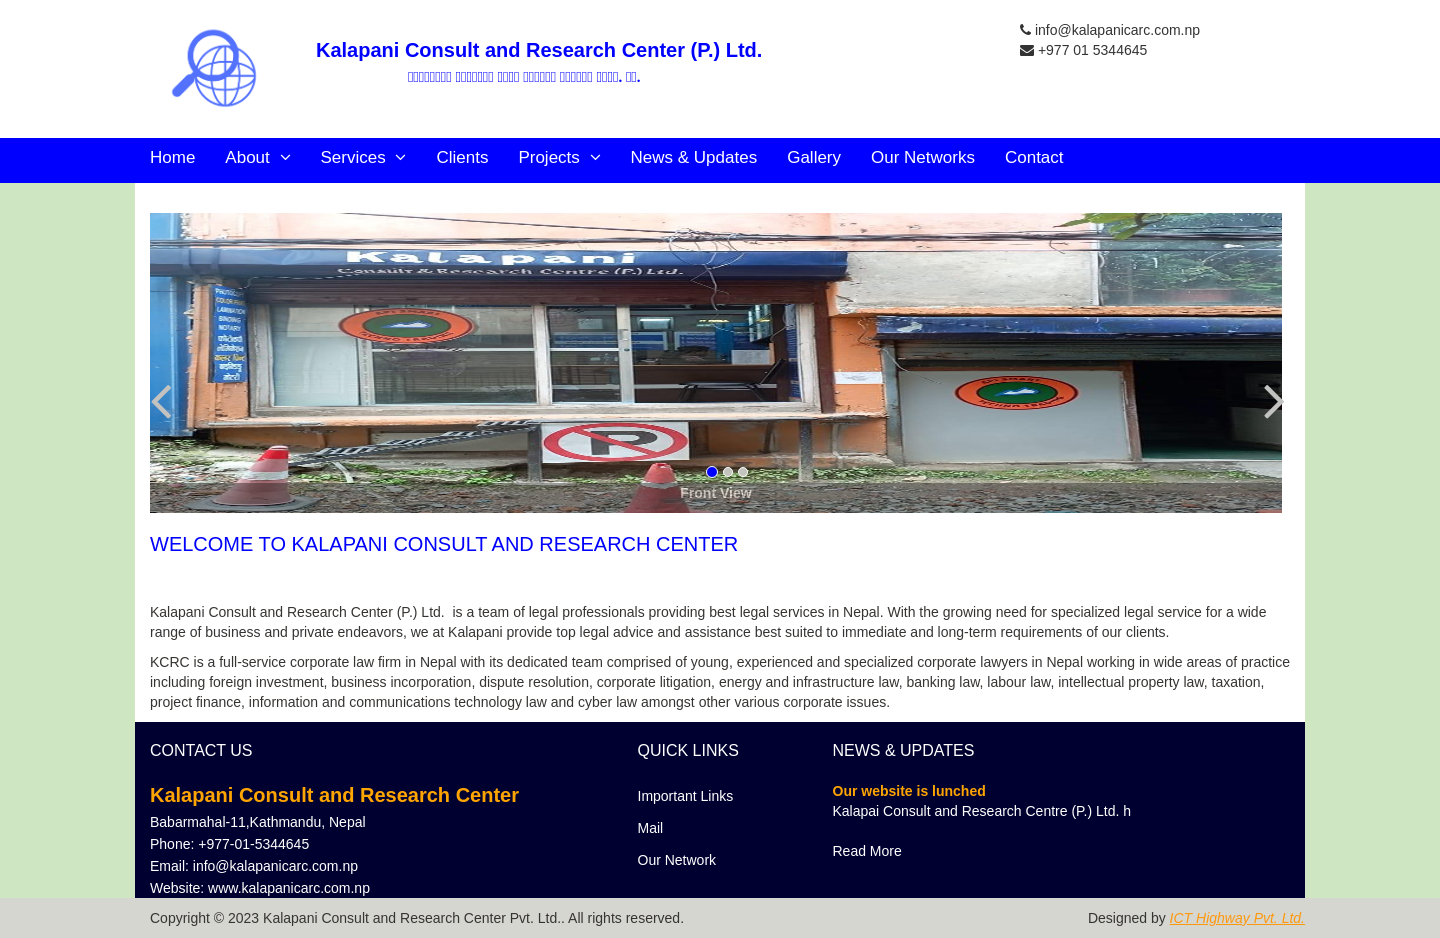 info@kalapanicarc.com.np
Kalapani Consult and Research Center (P.) Ltd.
+977 01 5344645
Home About Services Clients Projects News & Updates Gallery Our Networks Contact
Kalapani
Consult & Research Centre (P.) Ltd.
PHOTOCOPY
COLOR PRINT
LAMINATION
BINDING
NOTARY
फोटोकपी
लेमिनेसन
कलर प्रिन्ट
बाइन्डिङ
नोटरी
P
Front View
WELCOME TO KALAPANI CONSULT AND RESEARCH CENTER
Kalapani Consult and Research Center (P.) Ltd.  is a team of legal professionals providing best legal services in Nepal. With the growing need for specialized legal service for a wide
range of business and private endeavors, we at Kalapani provide top legal advice and assistance best suited to immediate and long-term requirements of our clients.
KCRC is a full-service corporate law firm in Nepal with its dedicated team comprised of young, experienced and specialized corporate lawyers in Nepal working in wide areas of practice
including foreign investment, business incorporation, dispute resolution, corporate litigation, energy and infrastructure law, banking law, labour law, intellectual property law, taxation,
project finance, information and communications technology law and cyber law amongst other various corporate issues.
CONTACT US
Kalapani Consult and Research Center
Babarmahal-11,Kathmandu, Nepal
Phone: +977-01-5344645
Email: info@kalapanicarc.com.np
Website: www.kalapanicarc.com.np
QUICK LINKS
Important Links
Mail
Our Network
NEWS & UPDATES
Our website is lunched
Kalapai Consult and Research Centre (P.) Ltd. h
Read More
Copyright © 2023 Kalapani Consult and Research Center Pvt. Ltd.. All rights reserved.
Designed by ICT Highway Pvt. Ltd.